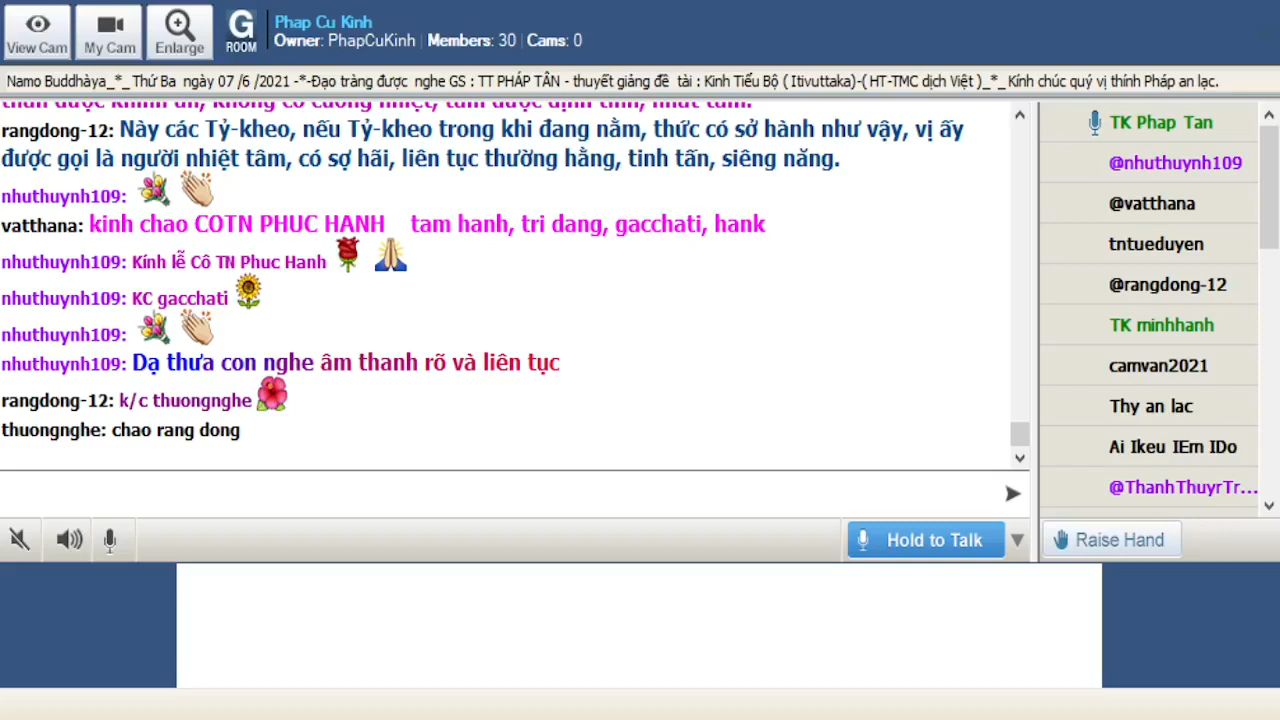 View Cam
My Cam
Enlarge
G
ROOM
Phap Cu Kinh
Owner: PhapCuKinh | Members: 30 | Cams: 0
Namo Buddhàya_*_ Thứ Ba ngày 07 /6 /2021 -*-Đạo tràng được nghe GS : TT PHÁP TÂN - thuyết giảng đề tài : Kinh Tiểu Bộ ( Itivuttaka)-( HT-TMC dịch Việt )_*_ Kính chúc quý vị thính Pháp an lạc.
rangdong-12: Này các Tỷ-kheo, nếu Tỷ-kheo trong khi đang nằm, thức có sở hành như vậy, vị ấy
được gọi là người nhiệt tâm, có sợ hãi, liên tục thường hằng, tinh tấn, siêng năng.
nhuthuynh109:
vatthana: kinh chao COTN PHUC HANH tam hanh, tri dang, gacchati, hank
nhuthuynh109: Kính lễ Cô TN Phuc Hanh
nhuthuynh109: KC gacchati
nhuthuynh109:
nhuthuynh109: Dạ thưa con nghe âm thanh rõ và liên tục
rangdong-12: k/c thuongnghe
thuongnghe: chao rang dong
TK Phap Tan
@nhuthuynh109
@vatthana
tntueduyen
@rangdong-12
TK minhhanh
camvan2021
Thy an lac
Ai Ikeu IEm IDo
@ThanhThuyrTr...
Hold to Talk
Raise Hand